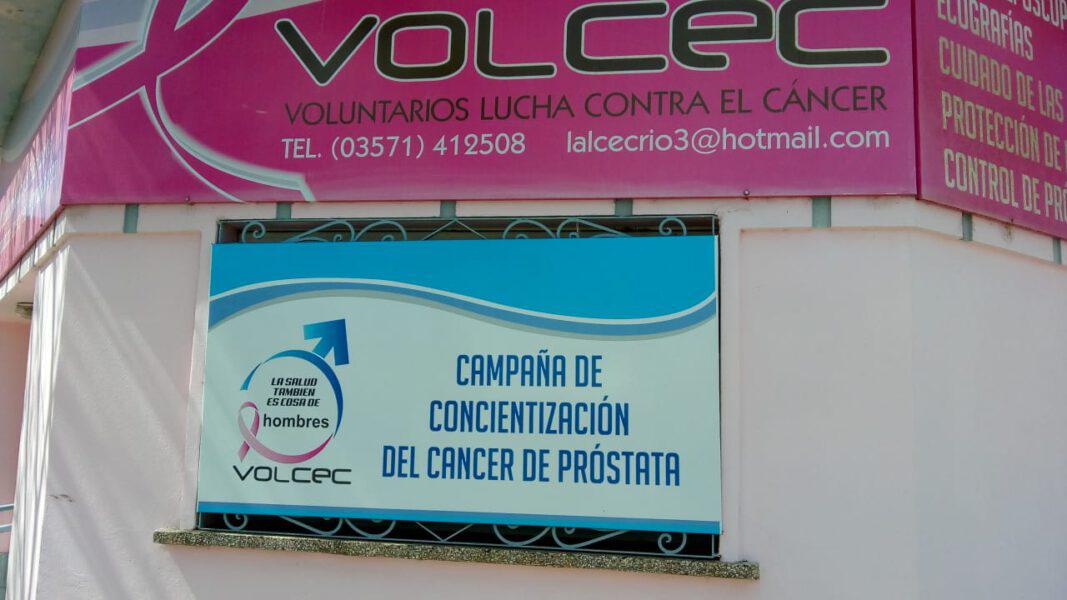 VOLCEC
VOLUNTARIOS LUCHA CONTRA EL CÁNCER
TEL. (03571) 412508 lalcecrio3@hotmail.com
ECOGRAFÍAS
CUIDADO DE LAS
PROTECCIÓN DE
CONTROL DE
LA SALUD
TAMBIEN
ES COSA DE
hombres
VOLCEC
CAMPAÑA DE
CONCIENTIZACIÓN
DEL CANCER DE PRÓSTATA